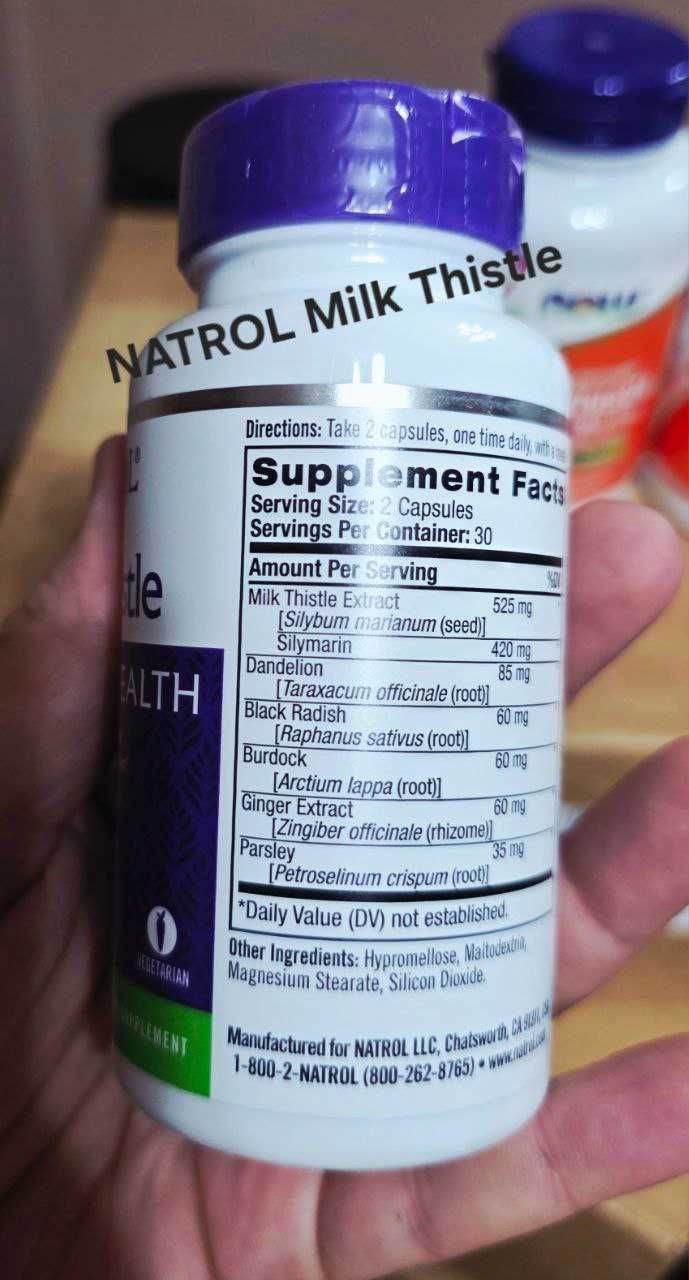 NATROL Milk Thistle
NOW
L®
tle
EALTH
VEGETARIAN
SUPPLEMENT
Directions: Take 2 capsules, one time daily, with a
Supplement Facts
Serving Size: 2 Capsules
Servings Per Container: 30
Amount Per Serving %DV
Milk Thistle Extract 525 mg
[Silybum marianum (seed)]
Silymarin 420 mg
Dandelion 85 mg
[Taraxacum officinale (root)]
Black Radish 60 mg
[Raphanus sativus (root)]
Burdock 60 mg
[Arctium lappa (root)]
Ginger Extract 60 mg
[Zingiber officinale (rhizome)]
Parsley 35 mg
[Petroselinum crispum (root)]
*Daily Value (DV) not established.
Other Ingredients: Hypromellose, Maltodextrin,
Magnesium Stearate, Silicon Dioxide.
Manufactured for NATROL LLC, Chatsworth, CA 91311,
1-800-2-NATROL (800-262-8765) • www.natrol.com